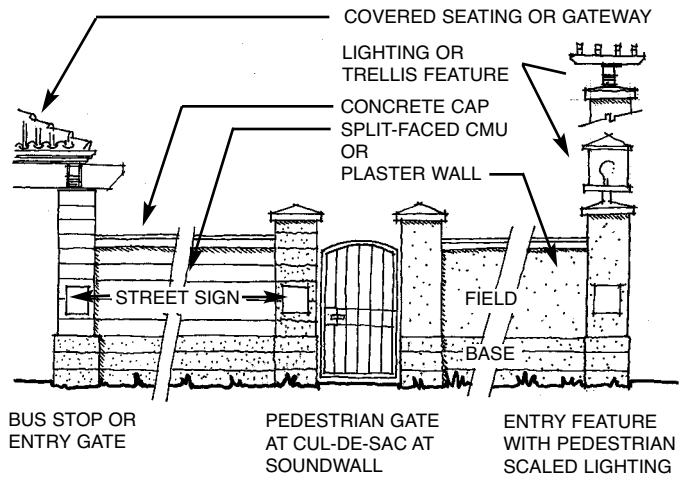 COVERED SEATING OR GATEWAY
LIGHTING OR
TRELLIS FEATURE
CONCRETE CAP
SPLIT-FACED CMU
OR
PLASTER WALL
STREET SIGN
FIELD
BASE
BUS STOP OR
ENTRY GATE
PEDESTRIAN GATE
AT CUL-DE-SAC AT
SOUNDWALL
ENTRY FEATURE
WITH PEDESTRIAN
SCALED LIGHTING